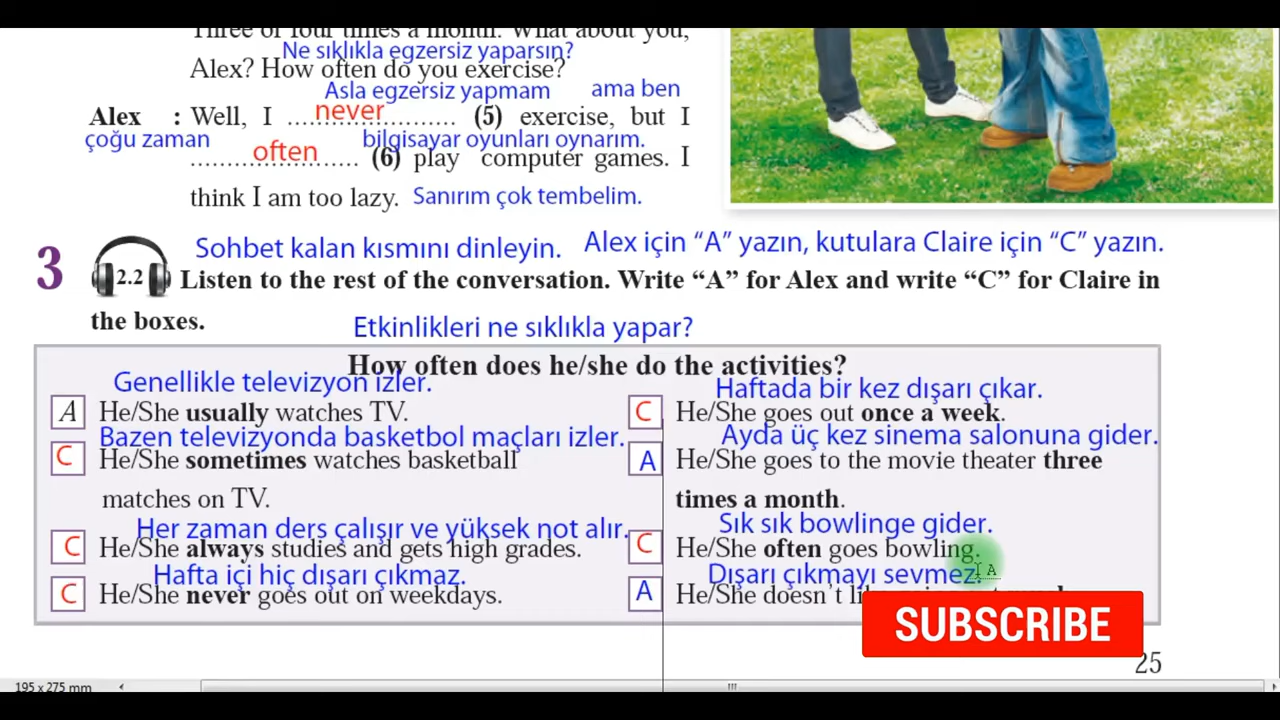 Three or four times a month. What about you,
Ne sıklıkla egzersiz yaparsın?
Alex? How often do you exercise?
Asla egzersiz yapmam ama ben
Alex : Well, I ......never...... (5) exercise, but I
çoğu zaman bilgisayar oyunları oynarım.
......often...... (6) play computer games. I
think I am too lazy. Sanırım çok tembelim.
Sohbet kalan kısmını dinleyin. Alex için “A” yazın, kutulara Claire için “C” yazın.
3 2.2 Listen to the rest of the conversation. Write “A” for Alex and write “C” for Claire in
the boxes.
Etkinlikleri ne sıklıkla yapar?
How often does he/she do the activities?
Genellikle televizyon izler.
A He/She usually watches TV.
Bazen televizyonda basketbol maçları izler.
C He/She sometimes watches basketball
matches on TV.
Her zaman ders çalışır ve yüksek not alır.
C He/She always studies and gets high grades.
Hafta içi hiç dışarı çıkmaz.
C He/She never goes out on weekdays.
Haftada bir kez dışarı çıkar.
C He/She goes out once a week.
Ayda üç kez sinema salonuna gider.
A He/She goes to the movie theater three
times a month.
Sık sık bowlinge gider.
C He/She often goes bowling.
Dışarı çıkmayı sevmez.
A He/She doesn’t
SUBSCRIBE
25
195 x 275 mm